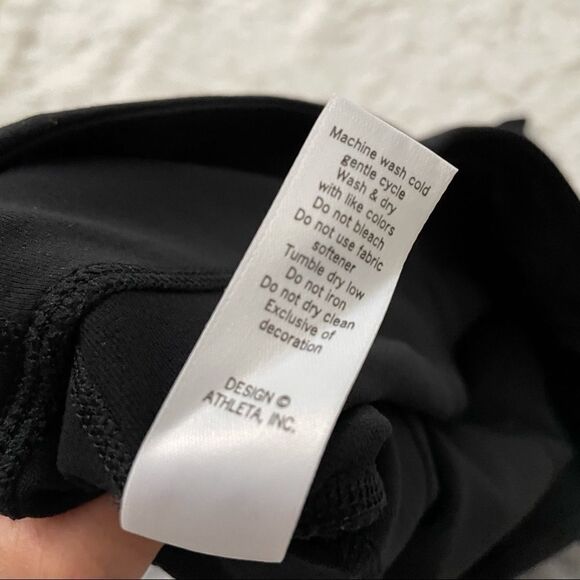 Machine wash cold
gentle cycle
Wash & dry
with like colors
Do not bleach
Do not use fabric
softener
Tumble dry low
Do not iron
Do not dry clean
Exclusive of
decoration
DESIGN ©
ATHLETA, INC.